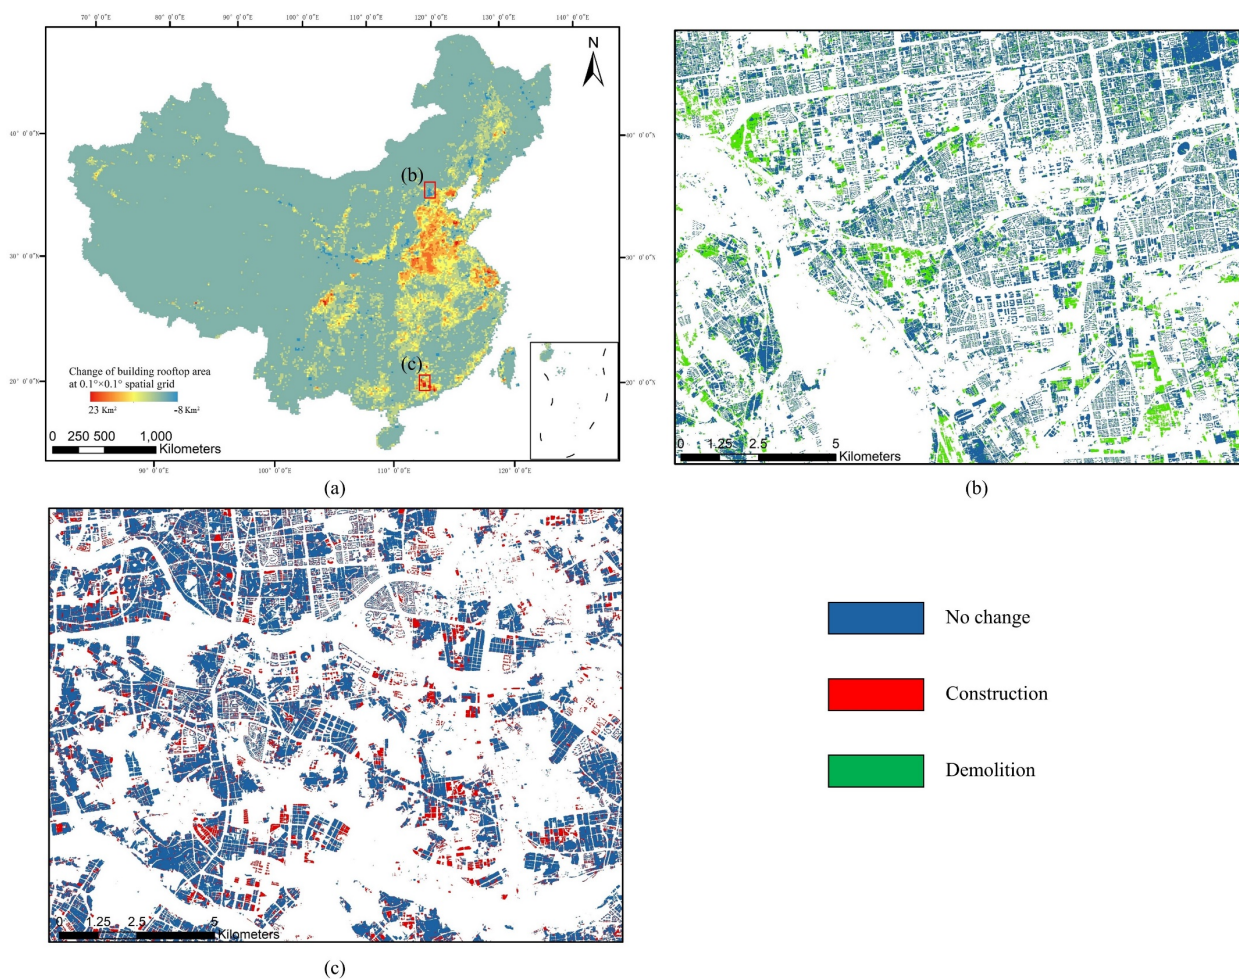 70° 0′0″E 80° 0′0″E 90° 0′0″E 100° 0′0″E 110° 0′0″E 120° 0′0″E 130° 0′0″E 140° 0′0″E
N
40° 0′0″N 40° 0′0″N
(b)
30° 0′0″N 30° 0′0″N
(c)
20° 0′0″N 20° 0′0″N
Change of building rooftop area
at 0.1°×0.1° spatial grid
23 Km² -8 Km²
0 250 500 1,000
Kilometers
90° 0′0″E 100° 0′0″E 110° 0′0″E 120° 0′0″E
(a)
0 1.25 2.5 5
Kilometers
(b)
0 1.25 2.5 5
Kilometers
(c)
No change
Construction
Demolition